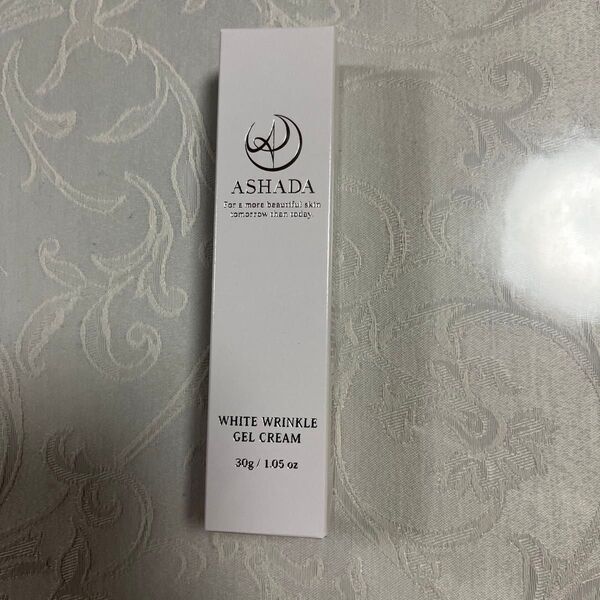 ASHADA
For a more beautiful skin
tomorrow than today.
WHITE WRINKLE
GEL CREAM
30g / 1.05 oz